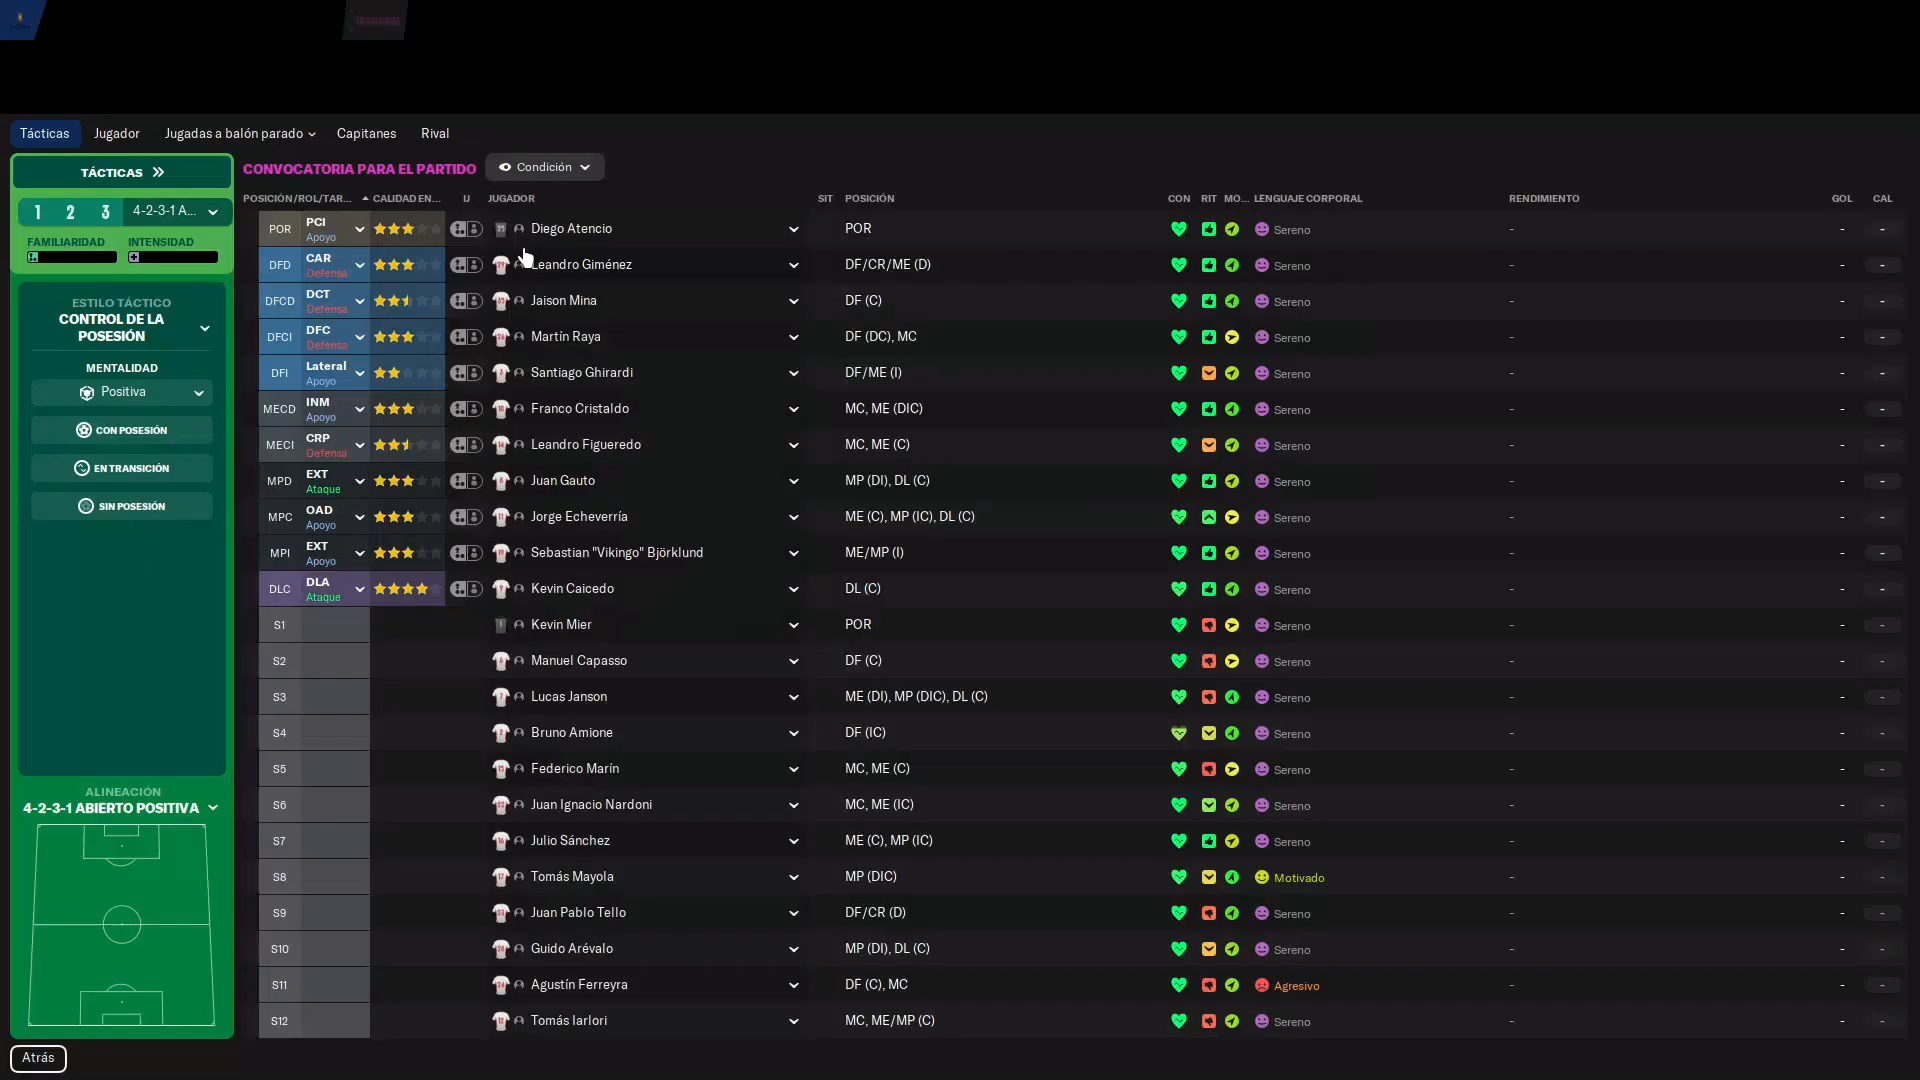 Tácticas Jugador Jugadas a balón parado Capitanes Rival
TÁCTICAS
1 2 3 4-2-3-1 A...
FAMILIARIDAD INTENSIDAD
ESTILO TÁCTICO
CONTROL DE LA
POSESIÓN
MENTALIDAD
Positiva
CON POSESIÓN
EN TRANSICIÓN
SIN POSESIÓN
ALINEACIÓN
4-2-3-1 ABIERTO POSITIVA
Atrás
CONVOCATORIA PARA EL PARTIDO Condición
POSICIÓN/ROL/TAR... CALIDAD EN... IJ JUGADOR SIT POSICIÓN CON RIT MO... LENGUAJE CORPORAL RENDIMIENTO GOL CAL
POR PCI Apoyo Diego Atencio POR Sereno - - -
DFD CAR Defensa Leandro Giménez DF/CR/ME (D) Sereno - - -
DFCD DCT Defensa Jaison Mina DF (C) Sereno - - -
DFCI DFC Defensa Martín Raya DF (DC), MC Sereno - - -
DFI Lateral Apoyo Santiago Ghirardi DF/ME (I) Sereno - - -
MECD INM Apoyo Franco Cristaldo MC, ME (DIC) Sereno - - -
MECI CRP Defensa Leandro Figueredo MC, ME (C) Sereno - - -
MPD EXT Ataque Juan Gauto MP (DI), DL (C) Sereno - - -
MPC OAD Apoyo Jorge Echeverría ME (C), MP (IC), DL (C) Sereno - - -
MPI EXT Apoyo Sebastian "Vikingo" Björklund ME/MP (I) Sereno - - -
DLC DLA Ataque Kevin Caicedo DL (C) Sereno - - -
S1 Kevin Mier POR Sereno - - -
S2 Manuel Capasso DF (C) Sereno - - -
S3 Lucas Janson ME (DI), MP (DIC), DL (C) Sereno - - -
S4 Bruno Amione DF (IC) Sereno - - -
S5 Federico Marín MC, ME (C) Sereno - - -
S6 Juan Ignacio Nardoni MC, ME (IC) Sereno - - -
S7 Julio Sánchez ME (C), MP (IC) Sereno - - -
S8 Tomás Mayola MP (DIC) Motivado - - -
S9 Juan Pablo Tello DF/CR (D) Sereno - - -
S10 Guido Arévalo MP (DI), DL (C) Sereno - - -
S11 Agustín Ferreyra DF (C), MC Agresivo - - -
S12 Tomás Iarlori MC, ME/MP (C) Sereno - - -